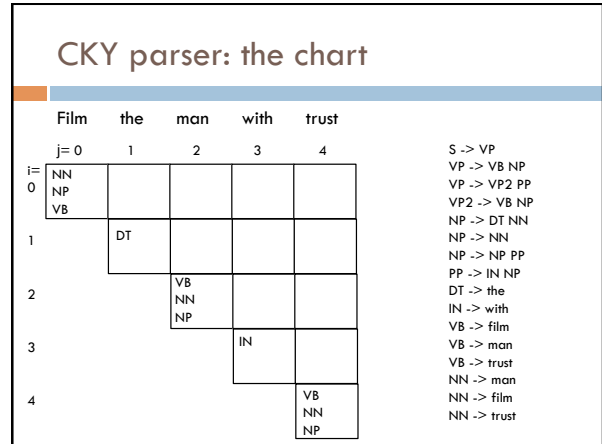 CKY parser: the chart
Film the man with trust
j= 0 1 2 3 4
i=
0
NN
NP
VB
1
DT
2
VB
NN
NP
3
IN
4
VB
NN
NP
S -> VP
VP -> VB NP
VP -> VP2 PP
VP2 -> VB NP
NP -> DT NN
NP -> NN
NP -> NP PP
PP -> IN NP
DT -> the
IN -> with
VB -> film
VB -> man
VB -> trust
NN -> man
NN -> film
NN -> trust